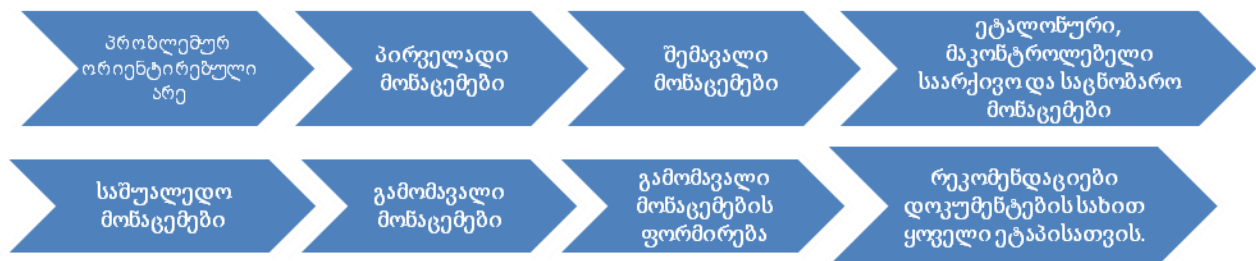 პრობლემურ
ორიენტირებული
არე
პირველადი
მონაცემები
შემავალი
მონაცემები
ეტალონური,
მაკონტროლებელი
საარქივო და საცნობარო
მონაცემები
საშუალედო
მონაცემები
გამომავალი
მონაცემები
გამომავალი
მონაცემების
ფორმირება
რეკომენდაციები
დოკუმენტების სახით
ყოველი ეტაპისათვის.